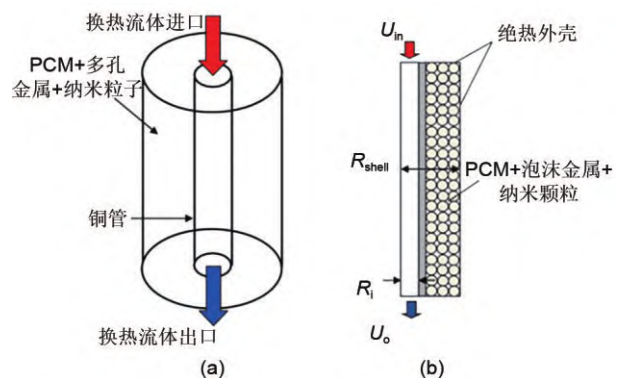 换热流体进口
PCM+多孔
金属+纳米粒子
铜管
换热流体出口
(a)
Uin
绝热外壳
Rshell
PCM+泡沫金属+
纳米颗粒
Ri
Uo
(b)